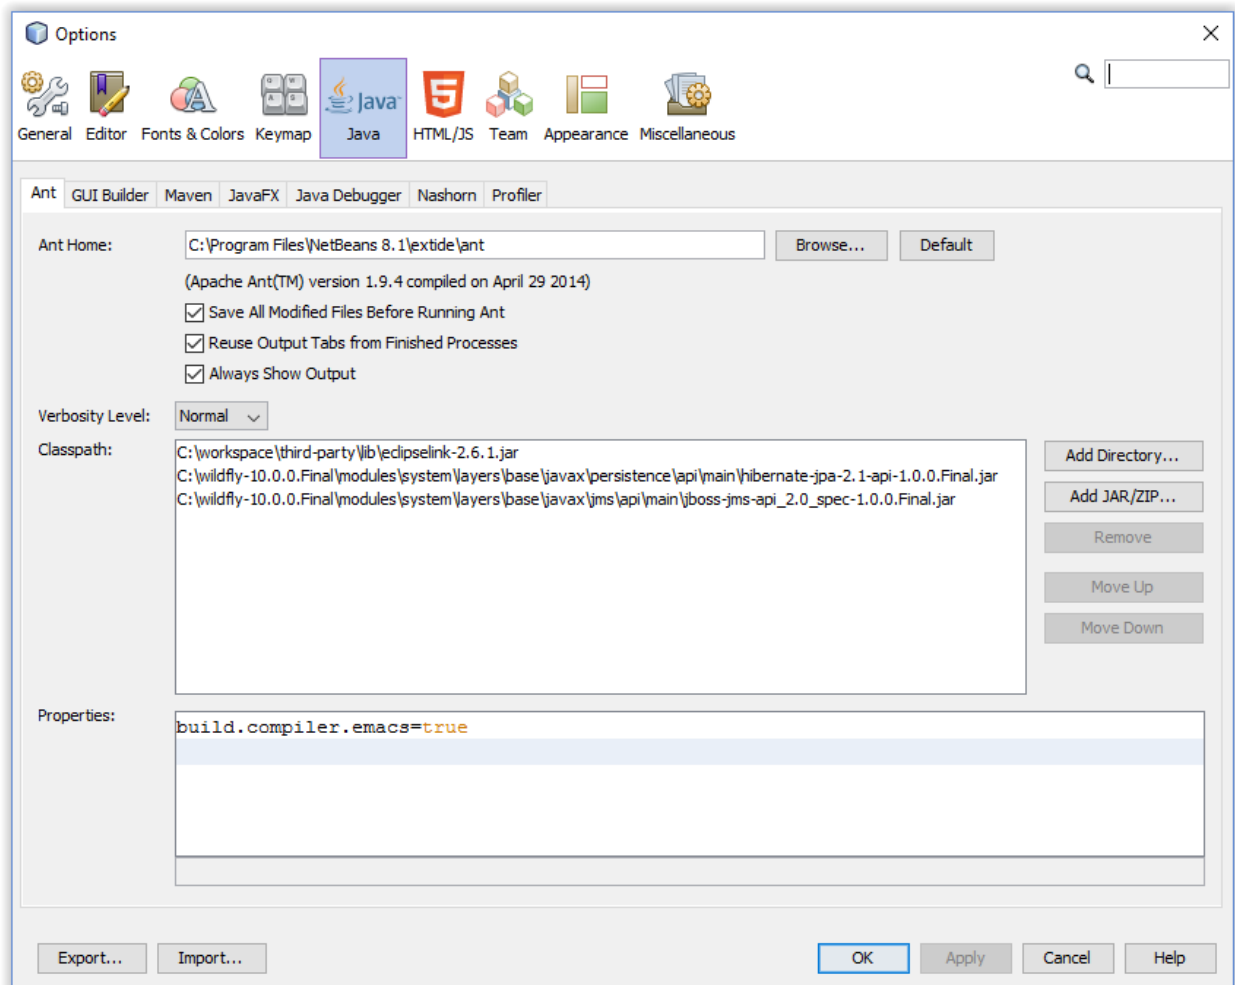 Options
General Editor Fonts & Colors Keymap Java HTML/JS Team Appearance Miscellaneous
Ant GUI Builder Maven JavaFX Java Debugger Nashorn Profiler
Ant Home: C:\Program Files\NetBeans 8.1\extide\ant Browse... Default
(Apache Ant(TM) version 1.9.4 compiled on April 29 2014)
Save All Modified Files Before Running Ant
Reuse Output Tabs from Finished Processes
Always Show Output
Verbosity Level: Normal
Classpath:
C:\workspace\third-party\lib\eclipselink-2.6.1.jar
C:\wildfly-10.0.0.Final\modules\system\layers\base\javax\persistence\api\main\hibernate-jpa-2.1-api-1.0.0.Final.jar
C:\wildfly-10.0.0.Final\modules\system\layers\base\javax\jms\api\main\jboss-jms-api_2.0_spec-1.0.0.Final.jar
Add Directory...
Add JAR/ZIP...
Remove
Move Up
Move Down
Properties:
build.compiler.emacs=true
Export... Import... OK Apply Cancel Help